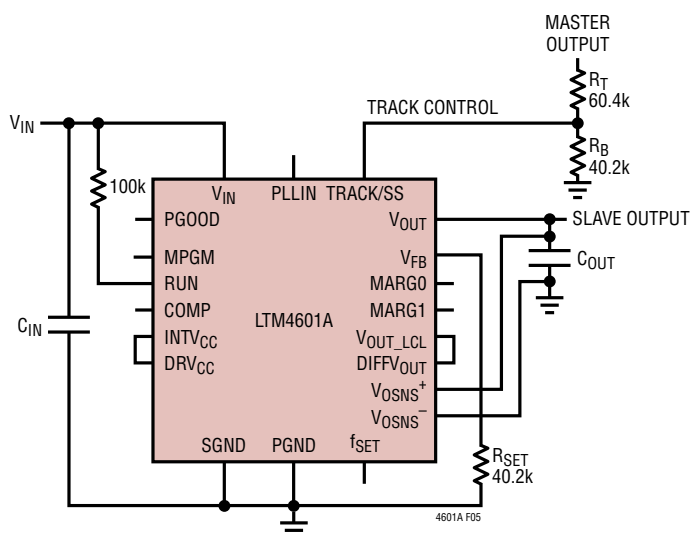 MASTER
OUTPUT
R_T
60.4k
TRACK CONTROL
V_IN
R_B
40.2k
100k
V_IN PLLIN TRACK/SS
PGOOD
V_OUT
SLAVE OUTPUT
MPGM
V_FB
C_OUT
RUN
MARG0
COMP
MARG1
LTM4601A
C_IN
INTV_CC
V_OUT_LCL
DRV_CC
DIFFV_OUT
V_OSNS^+
V_OSNS^–
SGND PGND f_SET
R_SET
40.2k
4601A F05